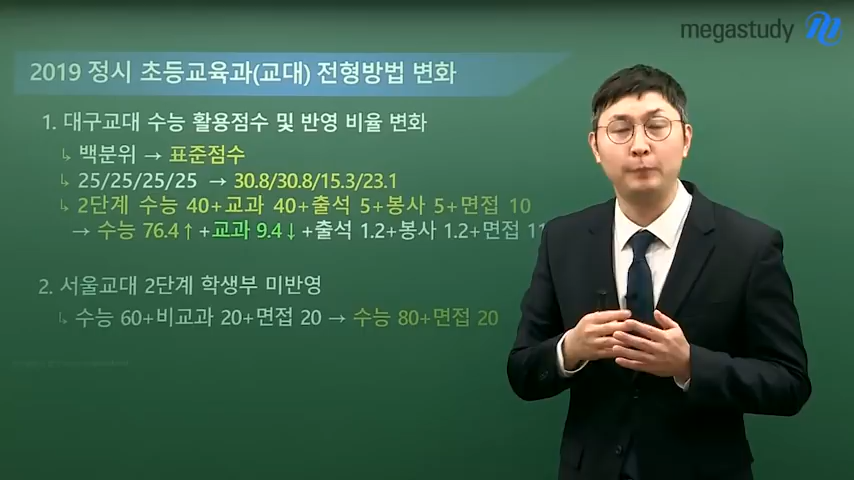 megastudy
2019 정시 초등교육과(교대) 전형방법 변화
1. 대구교대 수능 활용점수 및 반영 비율 변화
↳ 백분위 → 표준점수
↳ 25/25/25/25 → 30.8/30.8/15.3/23.1
↳ 2단계 수능 40+교과 40+출석 5+봉사 5+면접 10
→ 수능 76.4↑+교과 9.4↓+출석 1.2+봉사 1.2+면접
2. 서울교대 2단계 학생부 미반영
↳ 수능 60+비교과 20+면접 20 → 수능 80+면접 20